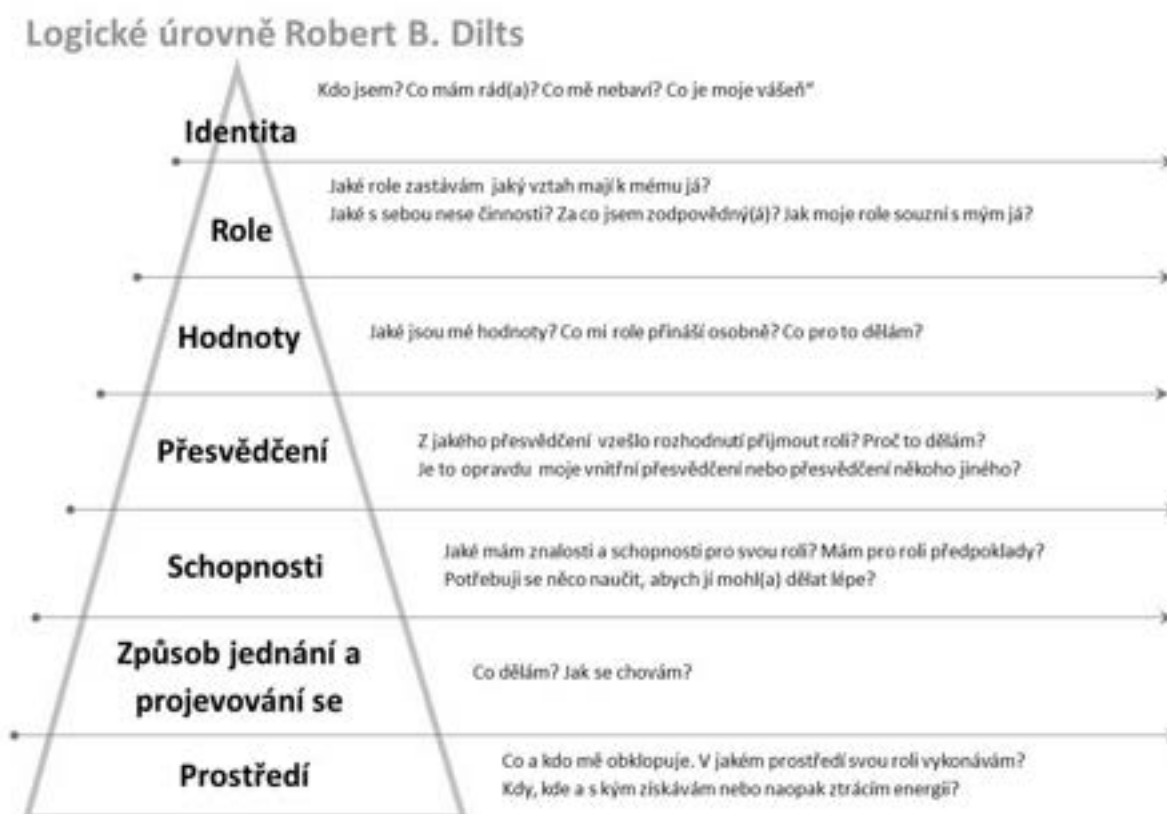 Logické úrovně Robert B. Dilts
Kdo jsem? Co mám rád(a)? Co mě nebaví? Co je moje vášeň"
Identita
Jaké role zastávám jaký vztah mají k mému já?
Jaké s sebou nese činnosti? Za co jsem zodpovědný(á)? Jak moje role souzní s mým já?
Role
Hodnoty
Jaké jsou mé hodnoty? Co mi role přináší osobně? Co pro to dělám?
Přesvědčení
Z jakého přesvědčení vzešlo rozhodnutí přijmout roli? Proč to dělám?
Je to opravdu moje vnitřní přesvědčení nebo přesvědčení někoho jiného?
Schopnosti
Jaké mám znalosti a schopnosti pro svou roli? Mám pro roli předpoklady?
Potřebuji se něco naučit, abych jí mohl(a) dělat lépe?
Způsob jednání a
projevování se
Co dělám? Jak se chovám?
Prostředí
Co a kdo mě obklopuje. V jakém prostředí svou roli vykonávám?
Kdy, kde a s kým získávám nebo naopak ztrácím energii?